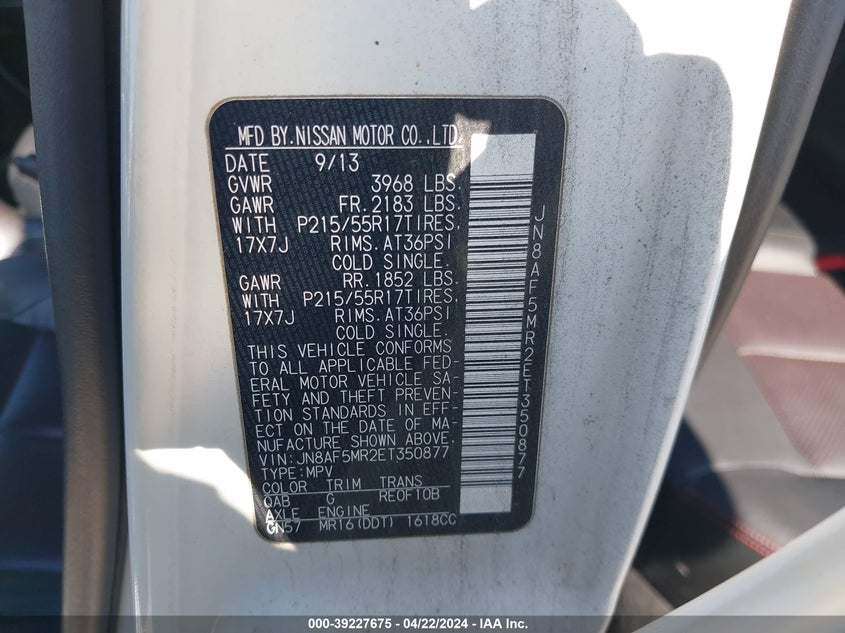 MFD BY.NISSAN MOTOR CO.,LTD.
DATE 9/13
GVWR 3968 LBS.
GAWR FR.2183 LBS.
WITH P215/55R17TIRES,
17X7J RIMS.AT36PSI
COLD SINGLE.
GAWR RR.1852 LBS.
WITH P215/55R17TIRES,
17X7J RIMS.AT36PSI
COLD SINGLE.
THIS VEHICLE CONFORMS
TO ALL APPLICABLE FED-
ERAL MOTOR VEHICLE SA-
FETY AND THEFT PREVEN-
TION STANDARDS IN EFF-
ECT ON THE DATE OF MA-
NUFACTURE SHOWN ABOVE.
VIN:JN8AF5MR2ET350877
TYPE:MPV
COLOR TRIM TRANS
QAB G RE0F10B
AXLE ENGINE
GN57 MR16(DDT) 1618CC
JN8AF5MR2ET350877
000-39227675 | 04/22/2024 - IAA Inc.